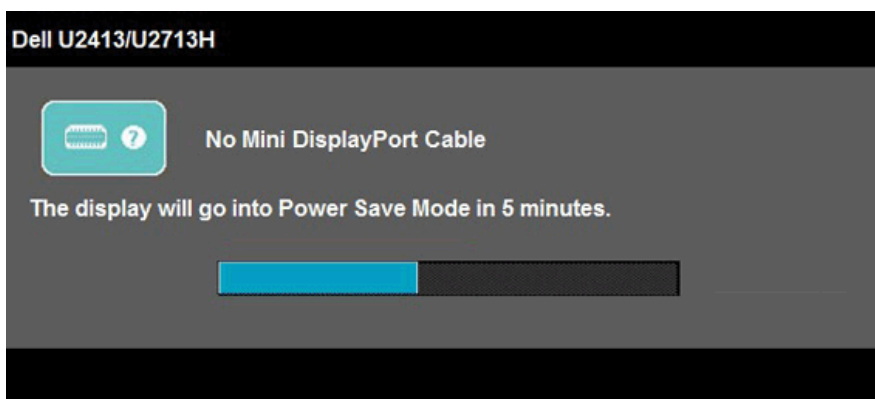 Dell U2413/U2713H
?
No Mini DisplayPort Cable
The display will go into Power Save Mode in 5 minutes.